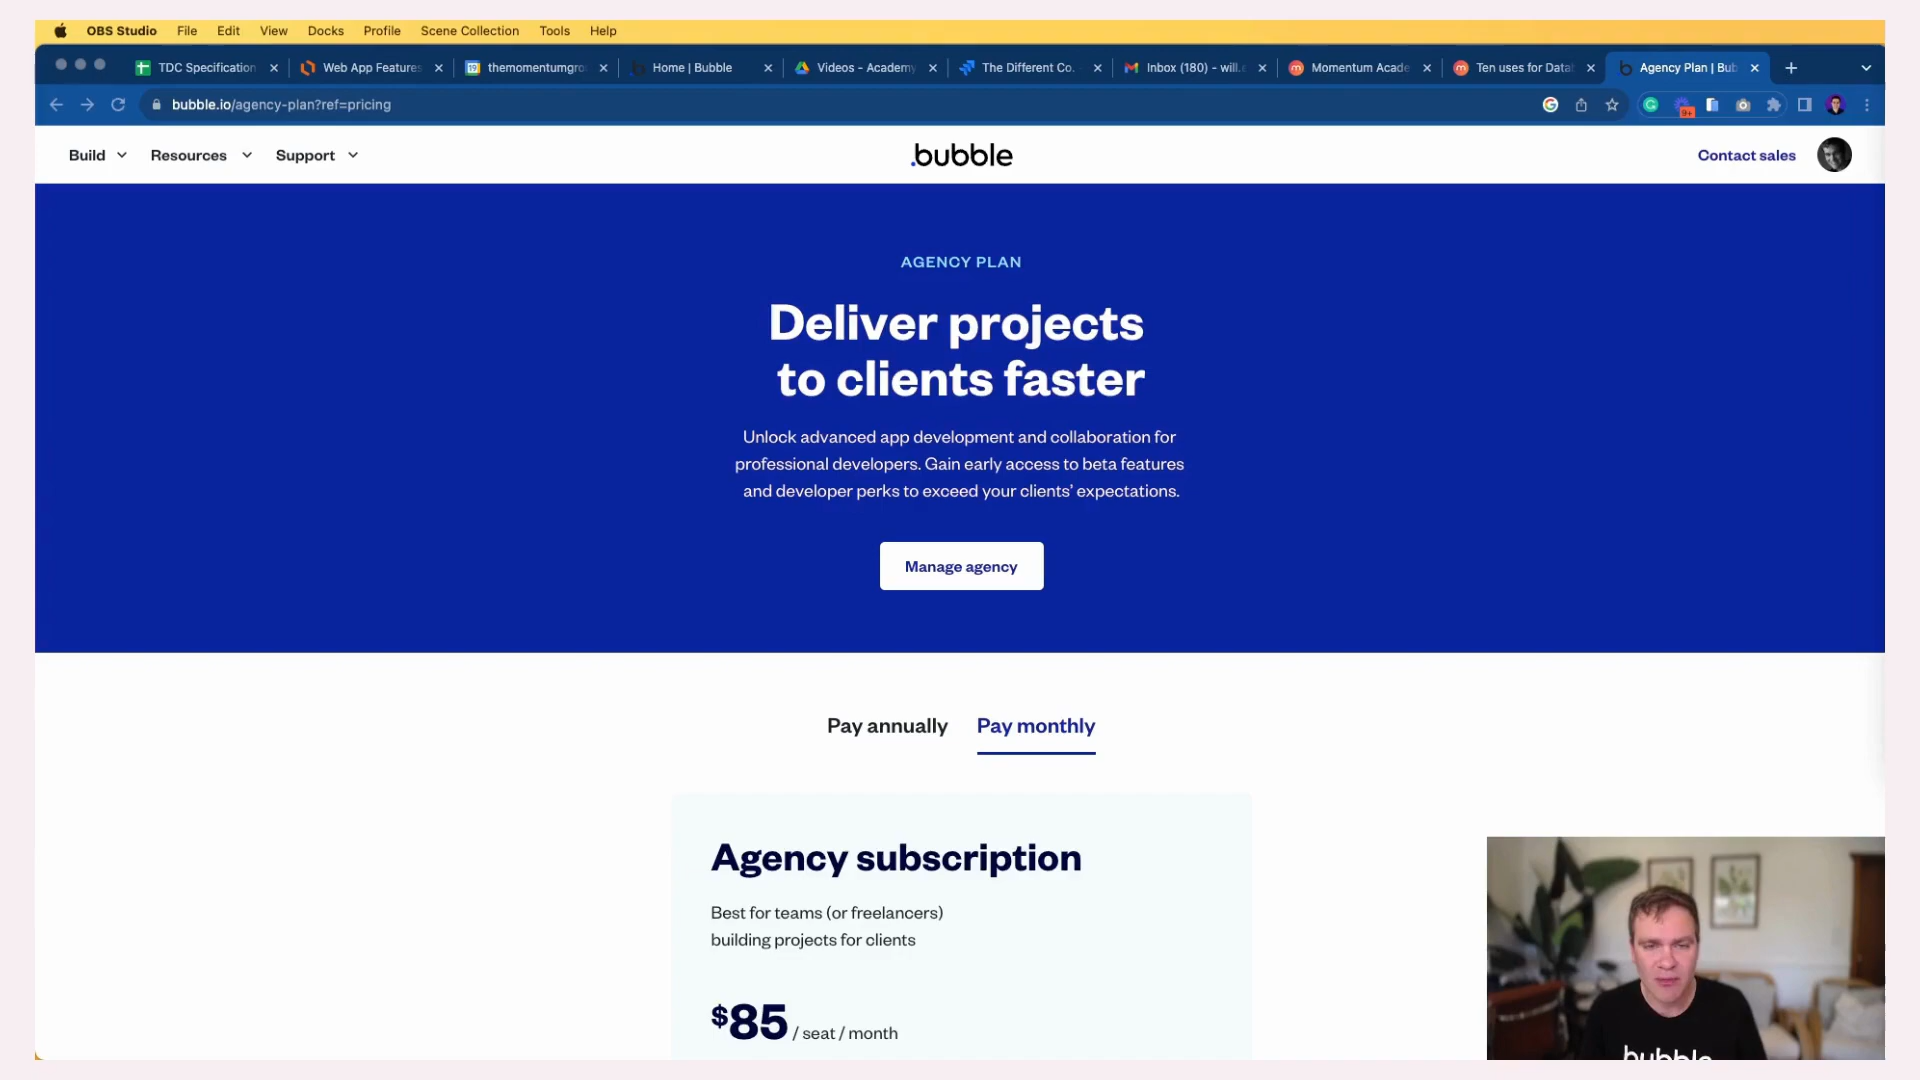 OBS Studio File Edit View Docks Profile Scene Collection Tools Help
TDC Specification Web App Features themomentumgro Home | Bubble Videos - Academy The Different Co. Inbox (180) - will. Momentum Acade Ten uses for Data Agency Plan | Bub
bubble.io/agency-plan?ref=pricing
9+
Build Resources Support .bubble Contact sales
AGENCY PLAN
Deliver projects
to clients faster
Unlock advanced app development and collaboration for
professional developers. Gain early access to beta features
and developer perks to exceed your clients’ expectations.
Manage agency
Pay annually Pay monthly
Agency subscription
Best for teams (or freelancers)
building projects for clients
$85 / seat / month
bubble